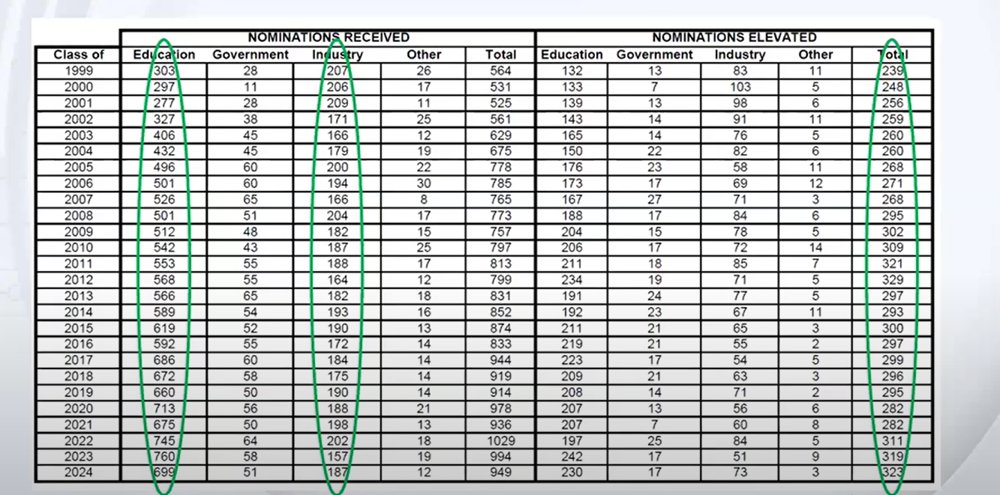 NOMINATIONS RECEIVED NOMINATIONS ELEVATED
Class of Education Government Industry Other Total Education Government Industry Other Total
1999 303 28 207 26 564 132 13 83 11 239
2000 297 11 206 17 531 133 7 103 5 248
2001 277 28 209 11 525 139 13 98 6 256
2002 327 38 171 25 561 143 14 91 11 259
2003 406 45 166 12 629 165 14 76 5 260
2004 432 45 179 19 675 150 22 82 6 260
2005 496 60 200 22 778 176 23 58 11 268
2006 501 60 194 30 785 173 17 69 12 271
2007 526 65 166 8 765 167 27 71 3 268
2008 501 51 204 17 773 188 17 84 6 295
2009 512 48 182 15 757 204 15 78 5 302
2010 542 43 187 25 797 206 17 72 14 309
2011 553 55 188 17 813 211 18 85 7 321
2012 568 55 164 12 799 234 19 71 5 329
2013 566 65 182 18 831 191 24 77 5 297
2014 589 54 193 16 852 192 23 67 11 293
2015 619 52 190 13 874 211 21 65 3 300
2016 592 55 172 14 833 219 21 55 2 297
2017 686 60 184 14 944 223 17 54 5 299
2018 672 58 175 14 919 209 21 63 3 296
2019 660 50 190 14 914 208 14 71 2 295
2020 713 56 188 21 978 207 13 56 6 282
2021 675 50 198 13 936 207 7 60 8 282
2022 745 64 202 18 1029 197 25 84 5 311
2023 760 58 157 19 994 242 17 51 9 319
2024 699 51 187 12 949 230 17 73 3 323